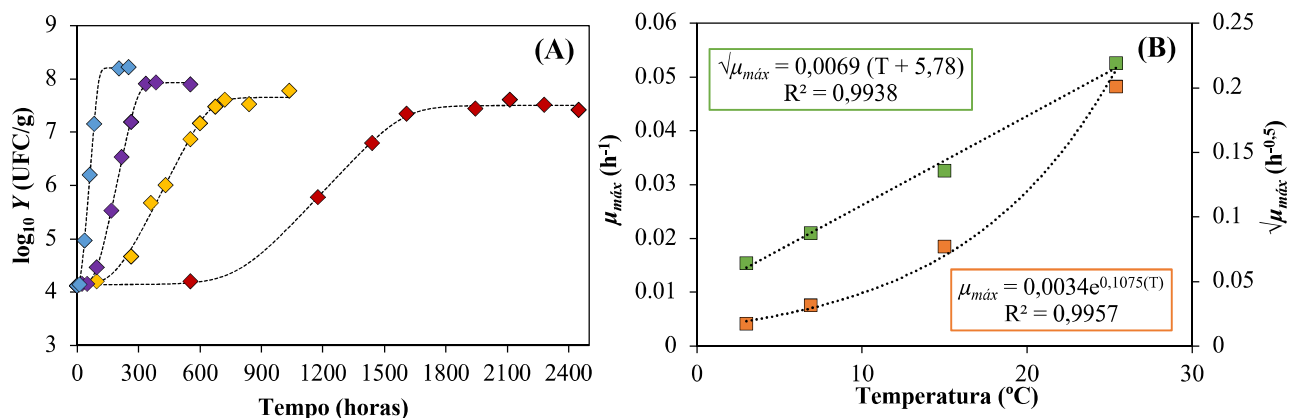 (A)
log10 Y (UFC/g)
9
8
7
6
5
4
3
0 300 600 900 1200 1500 1800 2100 2400
Tempo (horas)
(B)
√μmáx = 0,0069 (T + 5,78)
R² = 0,9938
μmáx = 0,0034e^0,1075(T)
R² = 0,9957
μmáx (h⁻¹)
0.06
0.05
0.04
0.03
0.02
0.01
0
0 10 20 30
Temperatura (ºC)
0.25
0.2
0.15
0.1
0.05
0
√μmáx (h⁻⁰·⁵)